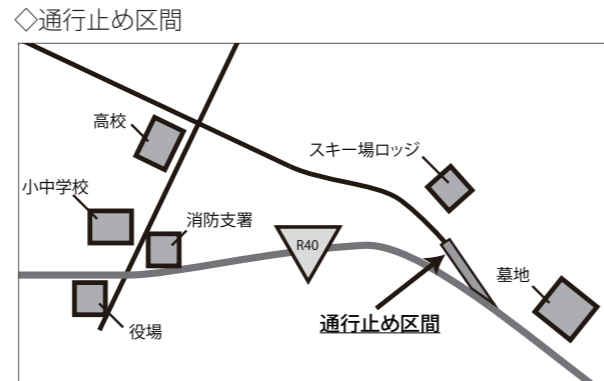 ◇通行止め区間
高校
スキー場ロッジ
小中学校
消防支署
R40
墓地
通行止め区間
役場